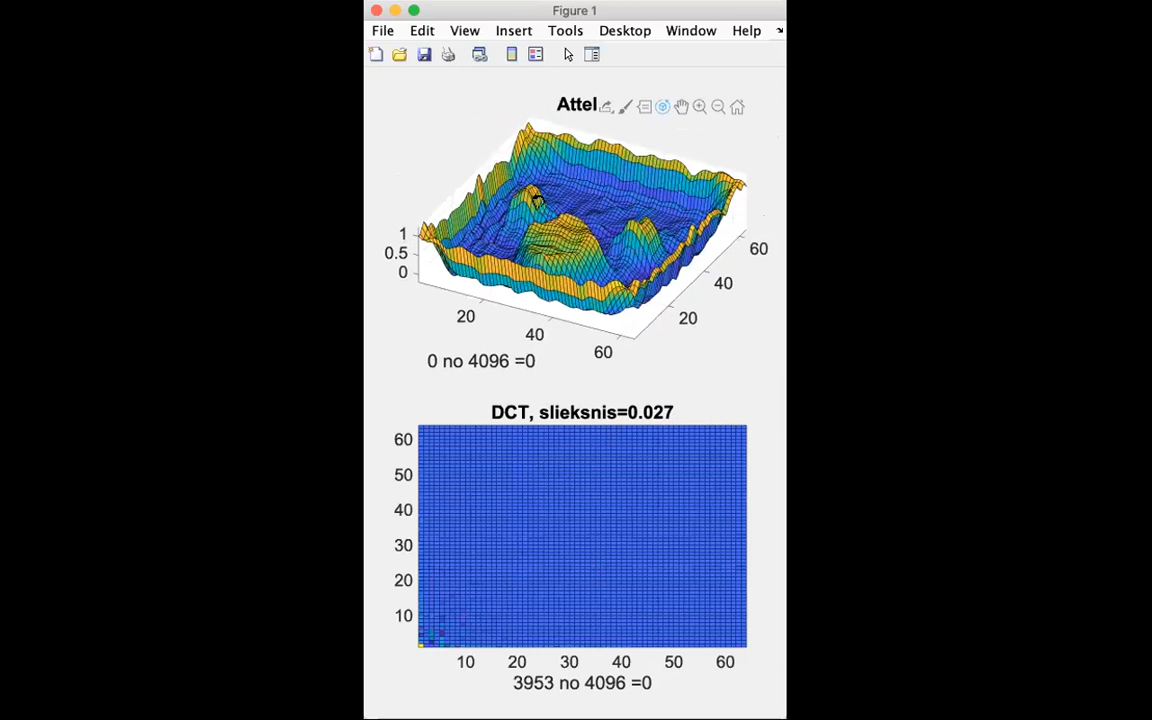 Figure 1
File Edit View Insert Tools Desktop Window Help
Attel
1
0.5
0
20
40
60
20
40
60
0 no 4096 =0
DCT, slieksnis=0.027
60
50
40
30
20
10
10 20 30 40 50 60
3953 no 4096 =0